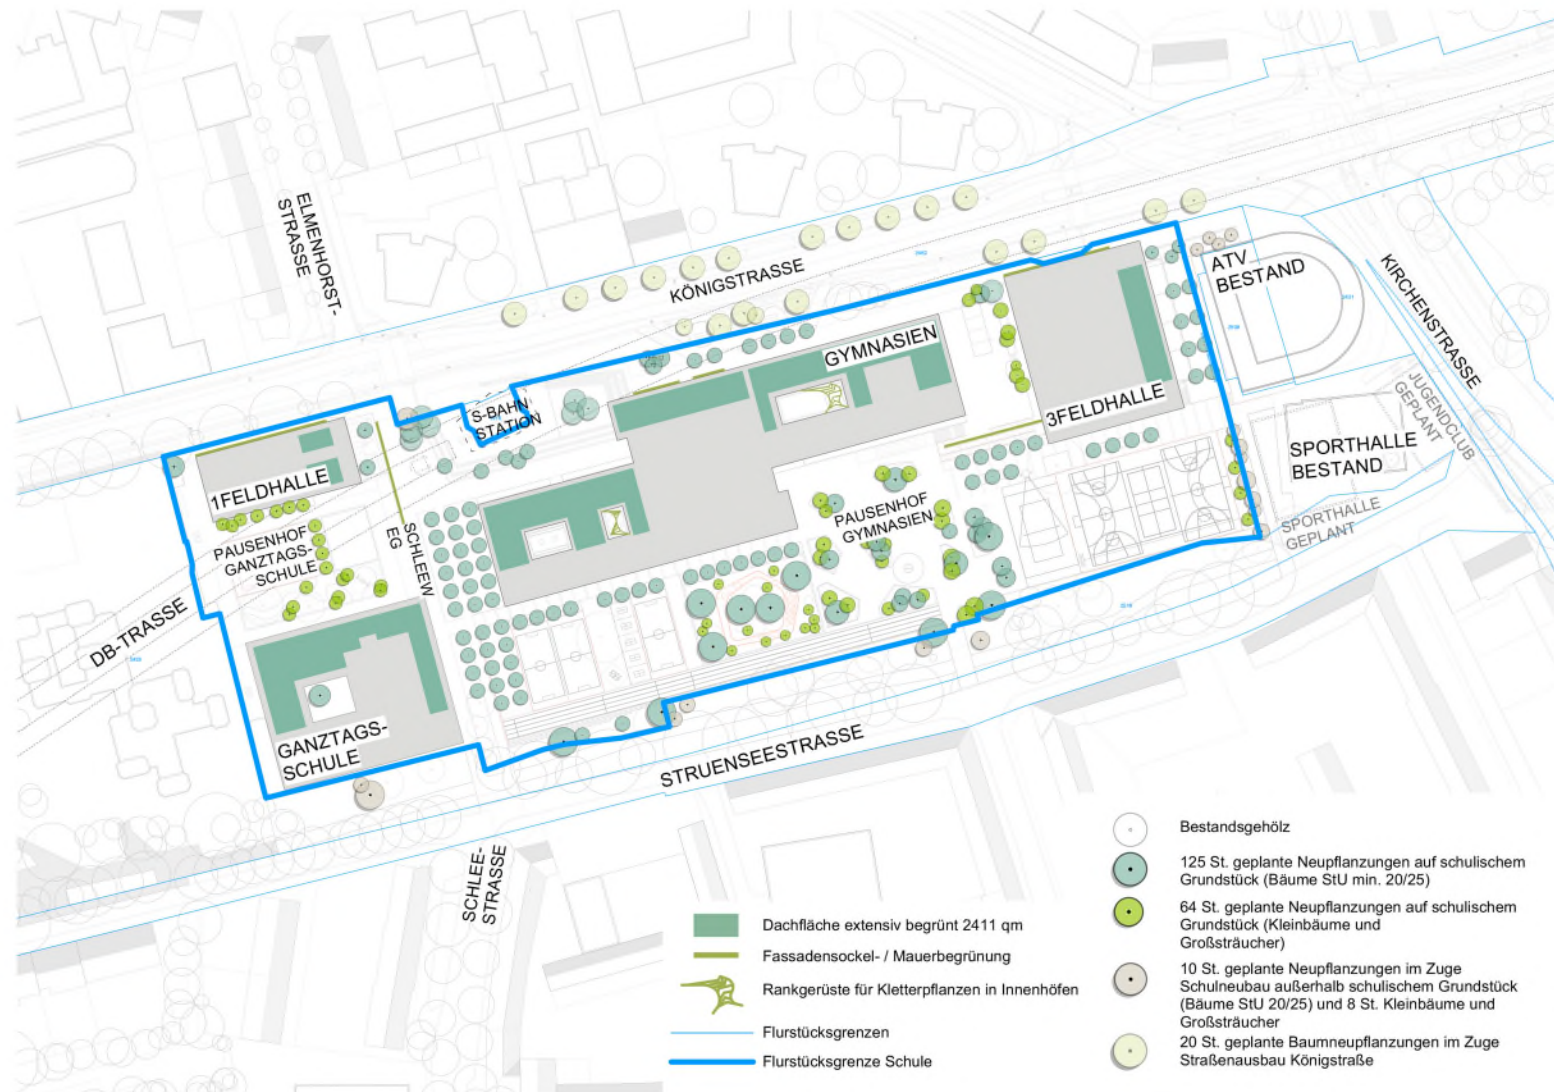 ELMENHORST-
STRASSE
KÖNIGSTRASSE
KIRCHENSTRASSE
ATV
BESTAND
GYMNASIEN
S-BAHN
STATION
3FELDHALLE
JUGENDCLUB
GEPLANT
SPORTHALLE
BESTAND
1FELDHALLE
PAUSENHOF
GYMNASIEN
SPORTHALLE
GEPLANT
PAUSENHOF
GANZTAGS-
SCHULE
SCHLEEW
EG
DB-TRASSE
GANZTAGS-
SCHULE
STRUENSEESTRASSE
SCHLEE-
STRASSE
Dachfläche extensiv begrünt 2411 qm
Fassadensockel- / Mauerbegrünung
Rankgerüste für Kletterpflanzen in Innenhöfen
Flurstücksgrenzen
Flurstücksgrenze Schule
Bestandsgehölz
125 St. geplante Neupflanzungen auf schulischem
Grundstück (Bäume StU min. 20/25)
64 St. geplante Neupflanzungen auf schulischem
Grundstück (Kleinbäume und
Großsträucher)
10 St. geplante Neupflanzungen im Zuge
Schulneubau außerhalb schulischem Grundstück
(Bäume StU 20/25) und 8 St. Kleinbäume und
Großsträucher
20 St. geplante Baumneupflanzungen im Zuge
Straßenausbau Königstraße